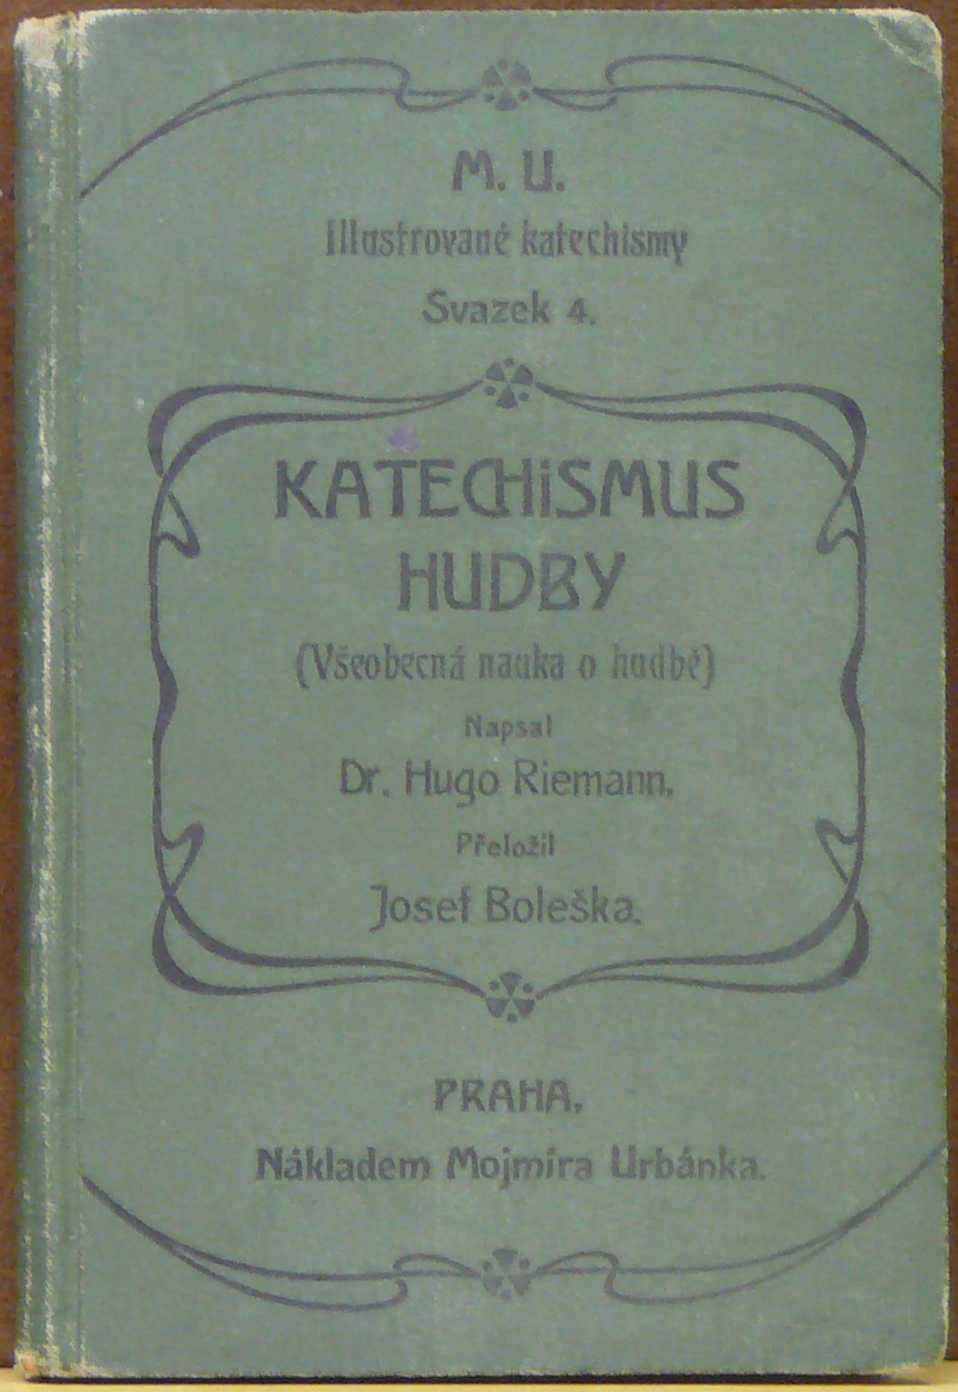 M. U.
Illustrované katechismy
Svazek 4.
KATECHiSMUS
HUDBY
(Všeobecná nauka o hudbě)
Napsal
Dr. Hugo Riemann.
Přeložil
Josef Boleška.
PRAHA.
Nákladem Mojmíra Urbánka.